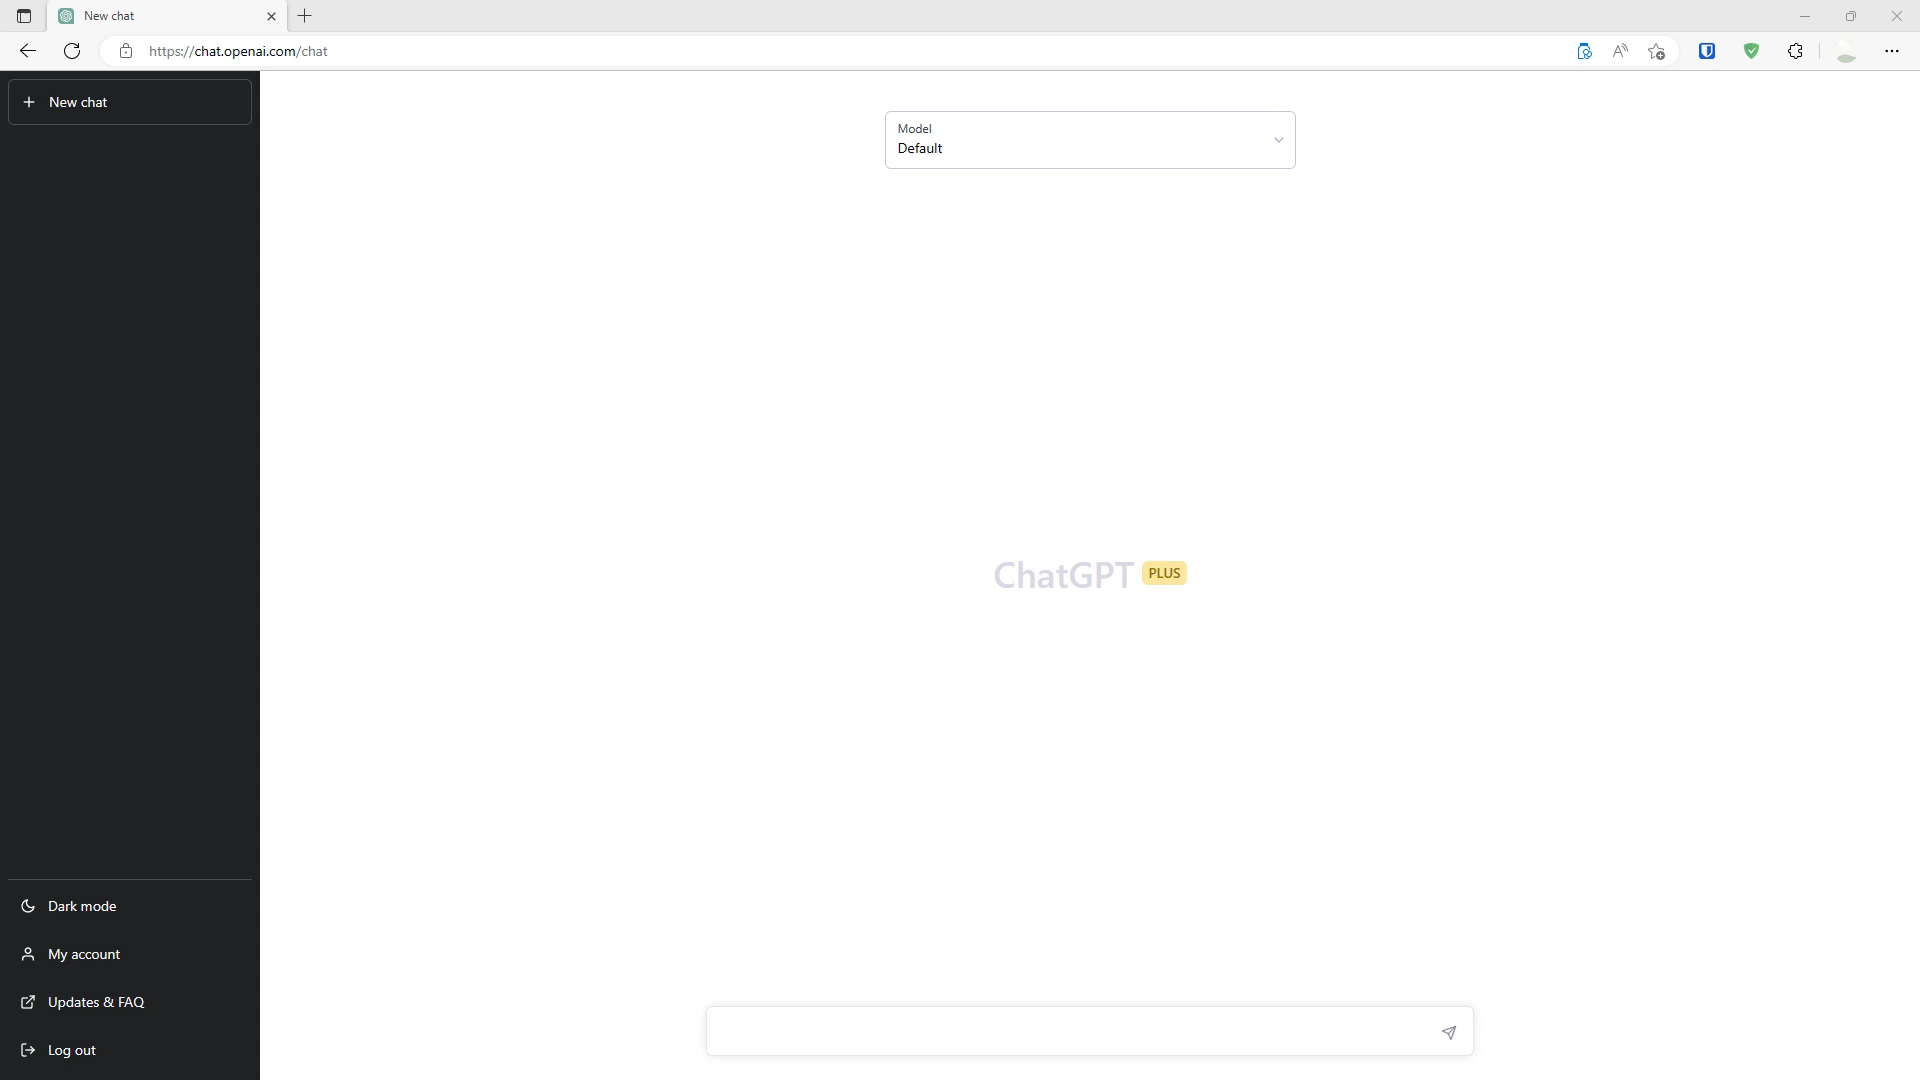 New chat
https://chat.openai.com/chat
New chat
Model
Default
ChatGPT PLUS
Dark mode
My account
Updates & FAQ
Log out